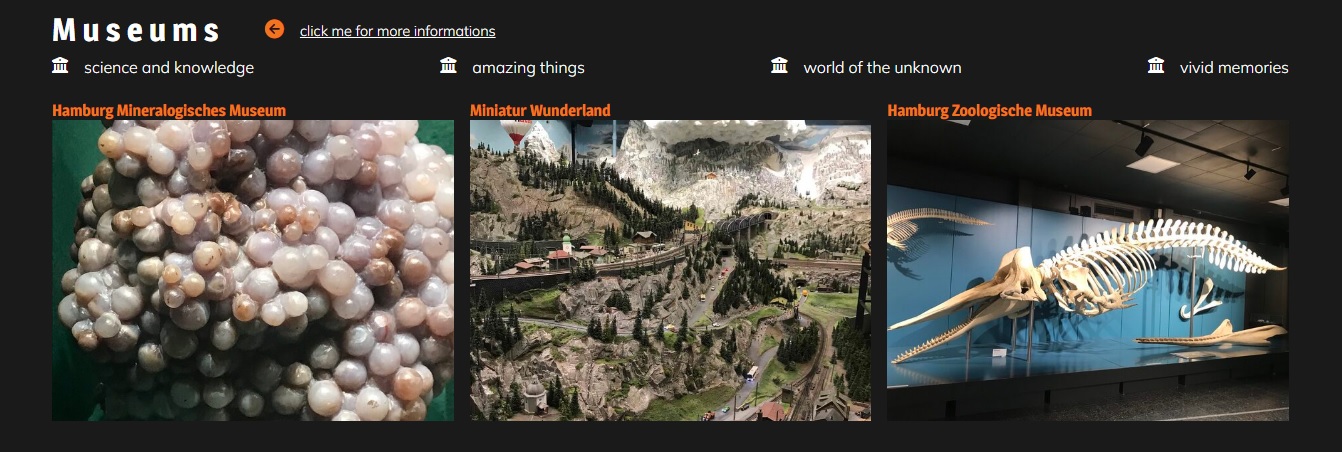 Museums click me for more informations
science and knowledge amazing things world of the unknown vivid memories
Hamburg Mineralogisches Museum Miniatur Wunderland Hamburg Zoologische Museum